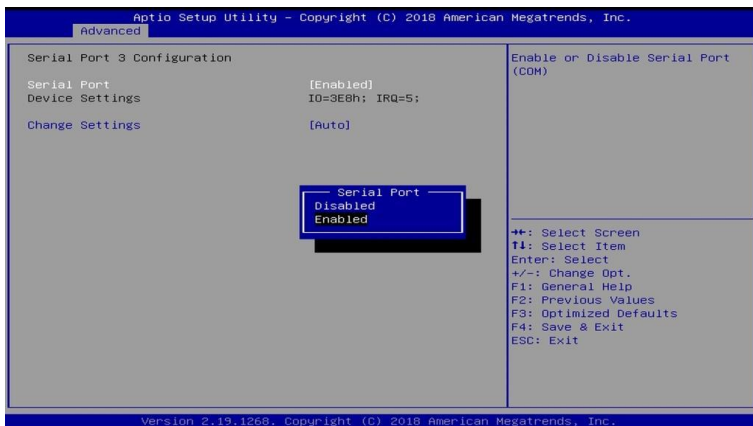 Aptio Setup Utility – Copyright (C) 2018 American Megatrends, Inc.
Advanced
Serial Port 3 Configuration
Serial Port [Enabled]
Device Settings IO=3E8h; IRQ=5;
Change Settings [Auto]
Serial Port
Disabled
Enabled
Enable or Disable Serial Port
(COM)
→←: Select Screen
↑↓: Select Item
Enter: Select
+/-: Change Opt.
F1: General Help
F2: Previous Values
F3: Optimized Defaults
F4: Save & Exit
ESC: Exit
Version 2.19.1268. Copyright (C) 2018 American Megatrends, Inc.